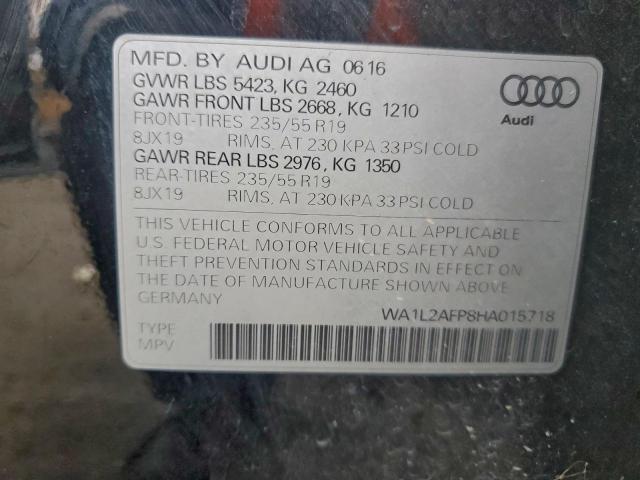 MFD. BY AUDI AG 0616
GVWR LBS 5423, KG 2460
GAWR FRONT LBS 2668, KG 1210
FRONT-TIRES 235/55 R19
8JX19 RIMS, AT 230 KPA 33 PSI COLD
GAWR REAR LBS 2976, KG 1350
REAR-TIRES 235/55 R19
8JX19 RIMS, AT 230 KPA 33 PSI COLD
Audi
THIS VEHICLE CONFORMS TO ALL APPLICABLE
U.S. FEDERAL MOTOR VEHICLE SAFETY AND
THEFT PREVENTION STANDARDS IN EFFECT ON
THE DATE OF MANUFACTURE SHOWN ABOVE
GERMANY
WA1L2AFP8HA015718
TYPE
MPV